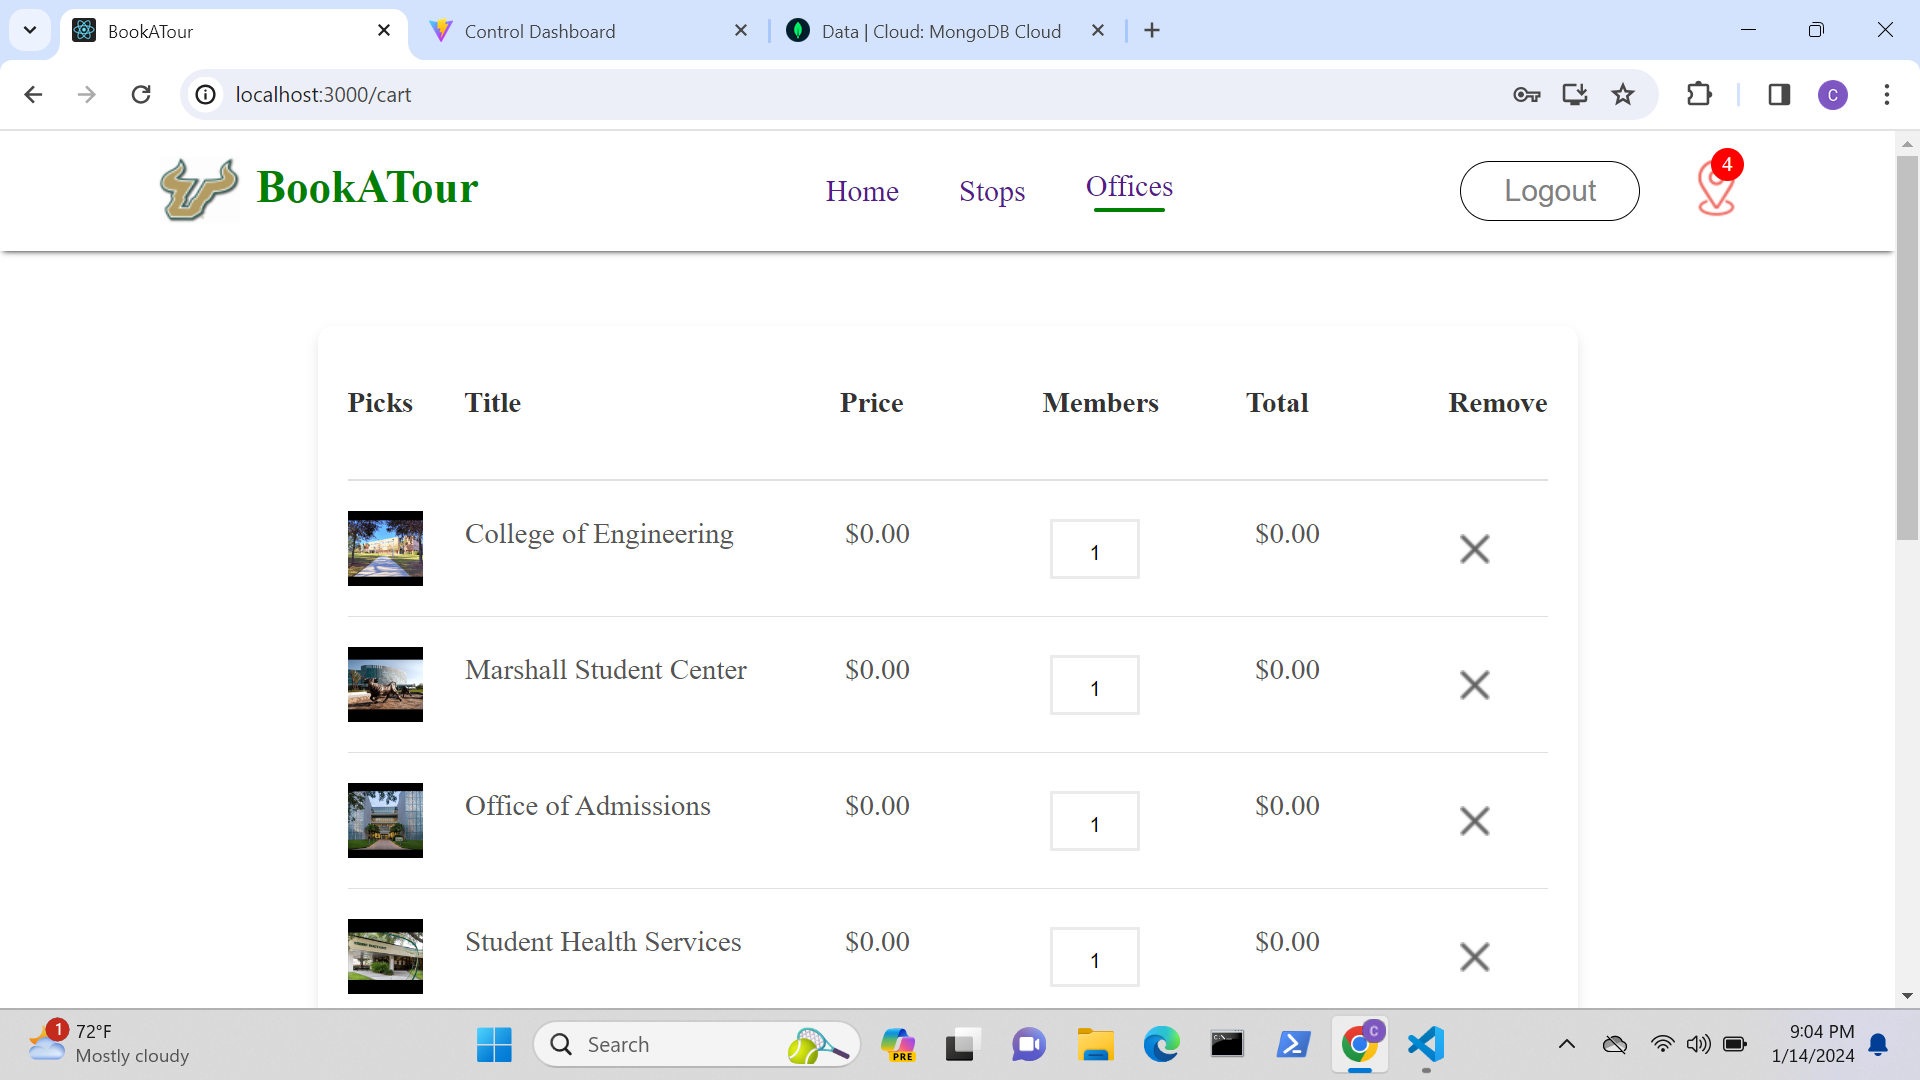 BookATour
Control Dashboard
Data | Cloud: MongoDB Cloud
localhost:3000/cart
C
BookATour
Home
Stops
Offices
Logout
4
Picks Title Price Members Total Remove
College of Engineering $0.00 1 $0.00
Marshall Student Center $0.00 1 $0.00
Office of Admissions $0.00 1 $0.00
Student Health Services $0.00 1 $0.00
1
72°F
Mostly cloudy
Search
PRE
C
9:04 PM
1/14/2024